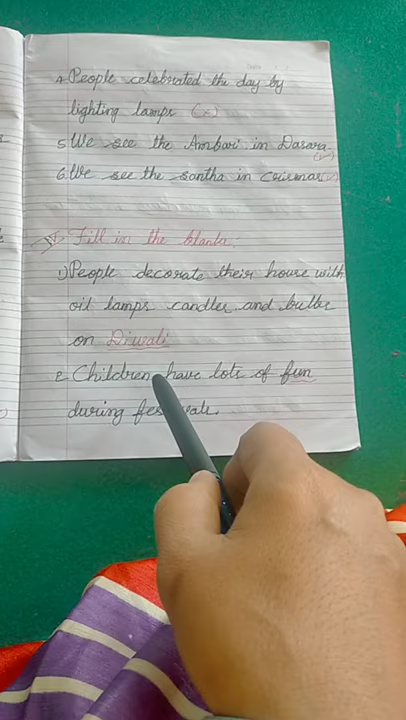 4. People celebrated the day by
lighting lamps (×)
5. We see the Ambari in Dasara
6. We see the santha in crismas
I Fill in the blanks:
1) People decorate their house with
oil lamps candles and bulbs
on Diwali
2. Children have lots of fun
during festivals.